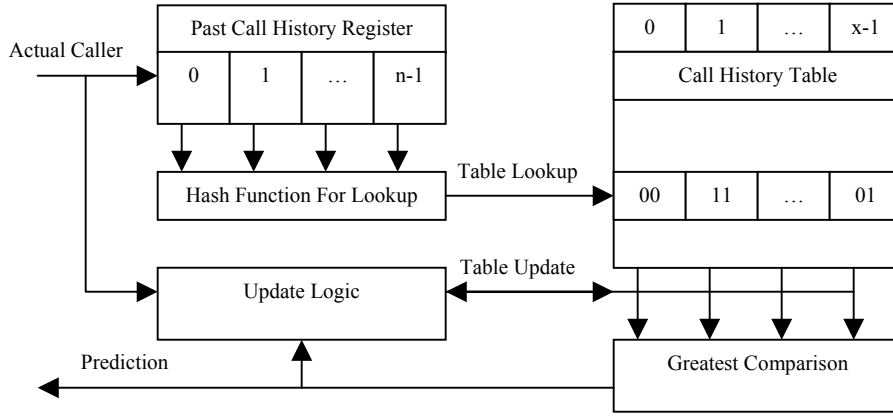 Past Call History Register
0 1 … x-1
Actual Caller
0 1 … n-1
Call History Table
Hash Function For Lookup
Table Lookup
00 11 … 01
Update Logic
Table Update
Prediction
Greatest Comparison